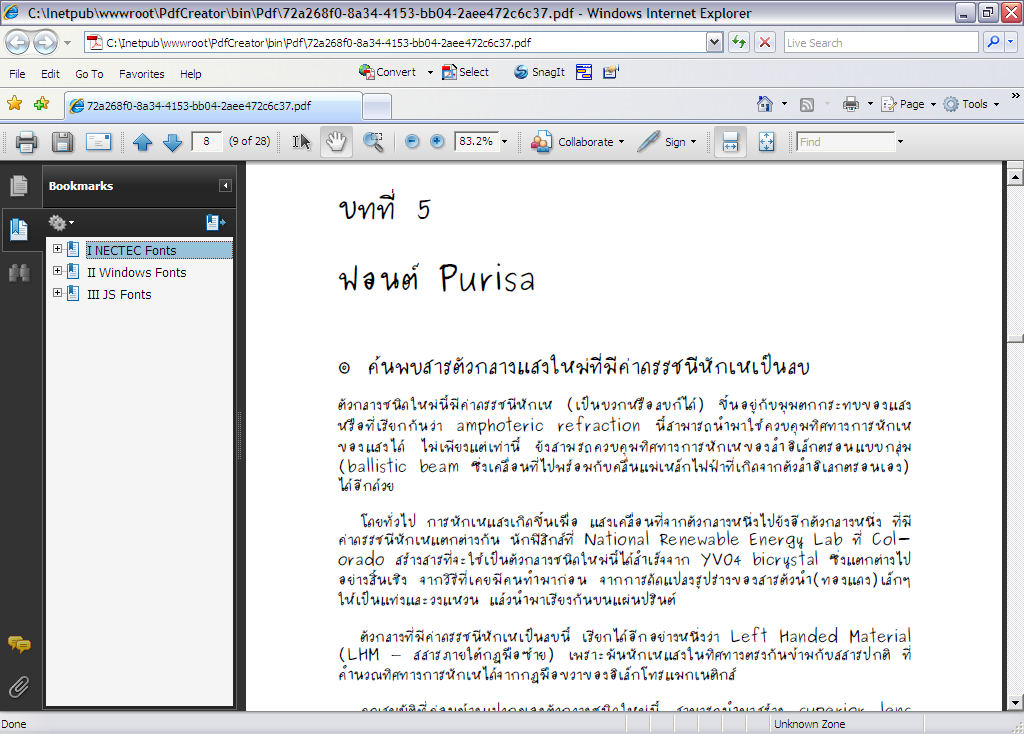 C:\Inetpub\wwwroot\PdfCreator\bin\Pdf\72a268f0-8a34-4153-bb04-2aee472c6c37.pdf - Windows Internet Explorer
C:\Inetpub\wwwroot\PdfCreator\bin\Pdf\72a268f0-8a34-4153-bb04-2aee472c6c37.pdf
Live Search
File Edit Go To Favorites Help
Convert Select SnagIt
72a268f0-8a34-4153-bb04-2aee472c6c37.pdf
Page Tools
8 (9 of 28) 83.2% Collaborate Sign Find
Bookmarks
I NECTEC Fonts
II Windows Fonts
III JS Fonts
บทที่ 5
ฟอนต์ Purisa
๏ ค้นพบสารตัวกลางแสงใหม่ที่มีค่าดรรชนีหักเหเป็นลบ
ตัวกลางชนิดใหม่นี้มีค่าดรรชนีหักเห (เป็นบวกหรือลบก็ได้) ขึ้นอยู่กับมุมตกกระทบของแสง
หรือที่เรียกกันว่า amphoteric refraction นี้สามารถนำมาใช้ควบคุมทิศทางการหักเห
ของแสงได้ ไม่เพียงแต่เท่านี้ ยังสามรถควบคุมทิศทางการหักเหของลำอิเล็กตรอนแบบกลุ่ม
(ballistic beam ซึ่งเคลื่อนที่ไปพร้อมกับคลื่นแม่เหล็กไฟฟ้าที่เกิดจากตัวลำอิเลกตรอนเอง)
ได้อีกด้วย
โดยทั่วไป การหักเหแสงเกิดขึ้นเมื่อ แสงเคลื่อนที่จากตัวกลางหนึ่งไปยังอีกตัวกลางหนึ่ง ที่มี
ค่าดรรชนีหักเหแตกต่างกัน นักฟิสิกส์ที่ National Renewable Energy Lab ที่ Col-
orado สร้างสารที่จะใช้เป็นตัวกลางชนิดใหม่นี้ได้สำเร็จจาก YVO4 bicrystal ซึ่งแตกต่างไป
อย่างสิ้นเชิง จากวิธีที่เคยมีคนทำมาก่อน จากการดัดแปลงรูปร่างของสารตัวนำ(ทองแดง)เล็กๆ
ให้เป็นแท่งและวงแหวน แล้วนำมาเรียงกันบนแผ่นปรินต์
ตัวกลางที่มีค่าดรรชนีหักเหเป็นลบนี้ เรียกได้อีกอย่างหนึ่งว่า Left Handed Material
(LHM – สสารภายใต้กฎมือซ้าย) เพราะมันหักเหแสงในทิศทางตรงกันข้ามกับสสารปกติ ที่
คำนวณทิศทางการหักเหได้จากกฎมือขวาของอิเล็กโทรแมกเนติกส์
Done
Unknown Zone